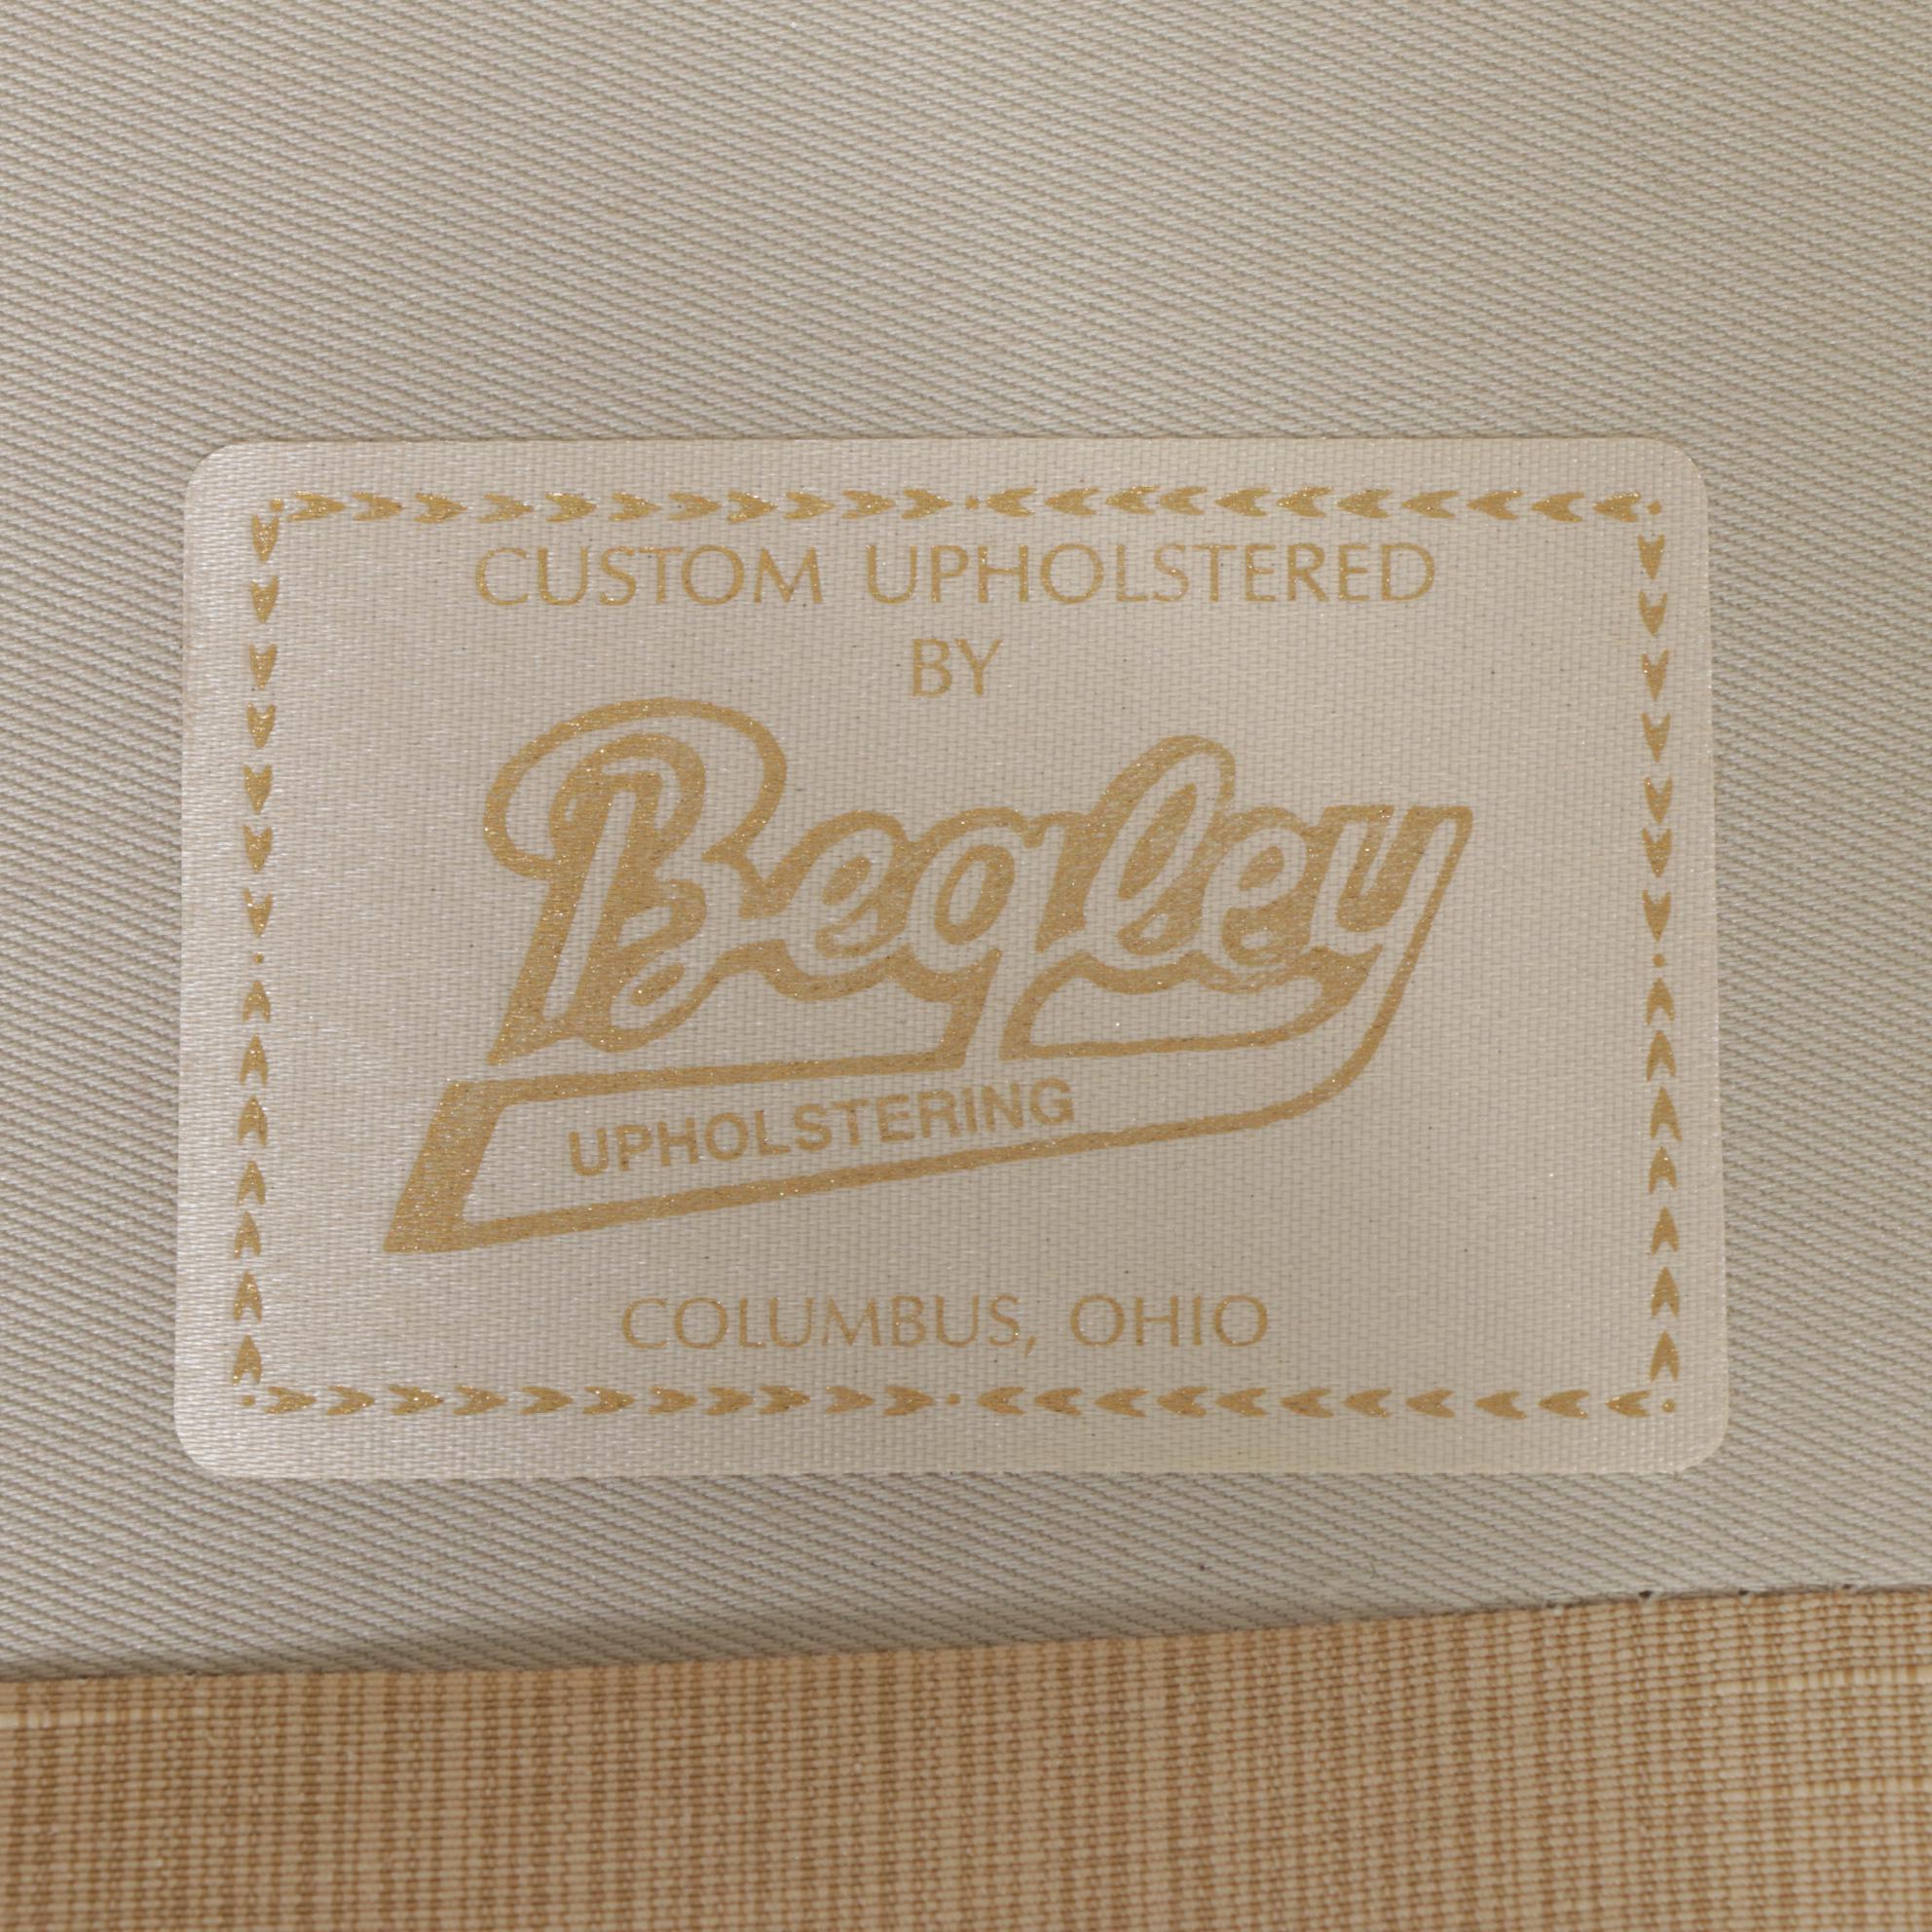 CUSTOM UPHOLSTERED
BY
Begley
UPHOLSTERING
COLUMBUS, OHIO